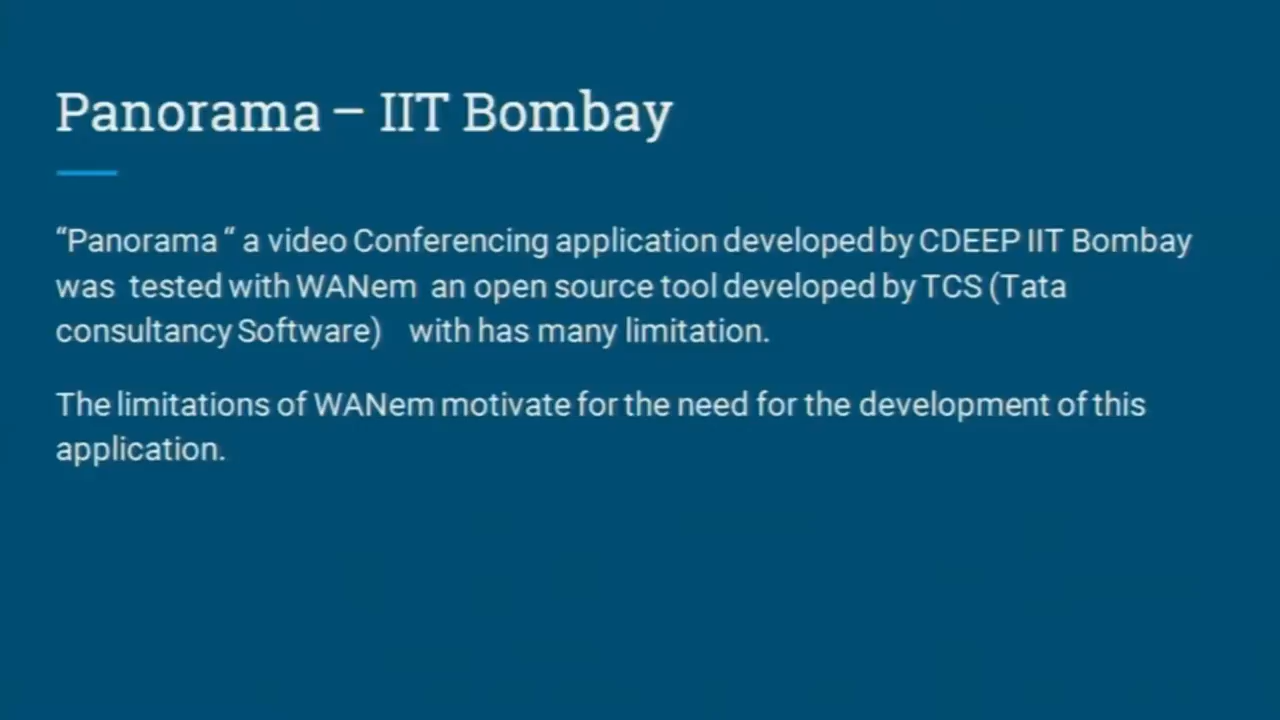 Panorama – IIT Bombay
“Panorama “ a video Conferencing application developed by CDEEP IIT Bombay
was tested with WANem an open source tool developed by TCS (Tata
consultancy Software) with has many limitation.
The limitations of WANem motivate for the need for the development of this
application.